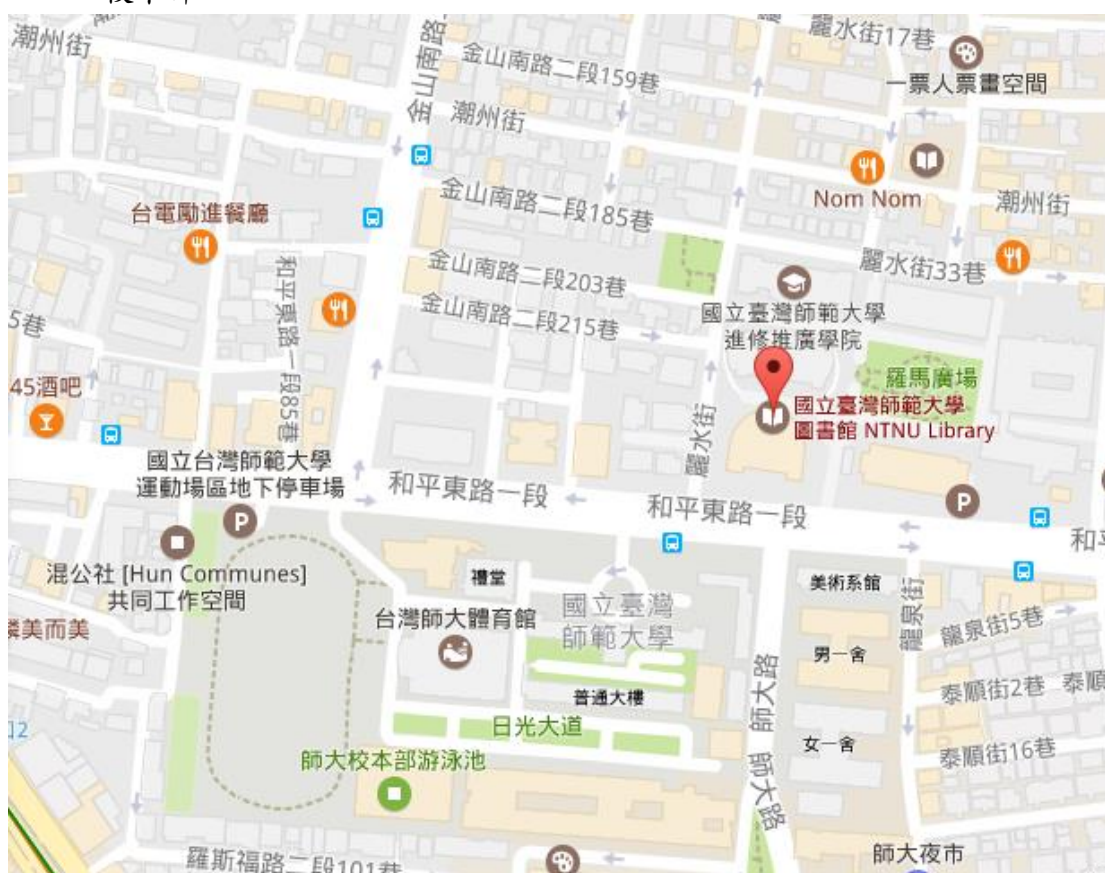 潮州街
金山南路
金山南路二段159巷
麗水街17巷
一票人票畫空間
潮州街
Nom Nom
潮州街
台電勵進餐廳
金山南路二段185巷
麗水街33巷
金山南路二段203巷
和平東路一段85巷
金山南路二段215巷
國立臺灣師範大學
進修推廣學院
5巷
羅馬廣場
45酒吧
國立臺灣師範大學
圖書館 NTNU Library
麗水街
國立台灣師範大學
運動場區地下停車場
和平東路一段
和平東路一段
P
P
混公社 [Hun Communes]
共同工作空間
禮堂
國立臺灣
師範大學
美術系館
龍泉街
龍泉街5巷
台灣師大體育館
美而美
男一舍
泰順街2巷
泰順
普通大樓
師大路
日光大道
女一舍
泰順街16巷
師大校本部游泳池
師大路
羅斯福路二段101巷
師大夜市